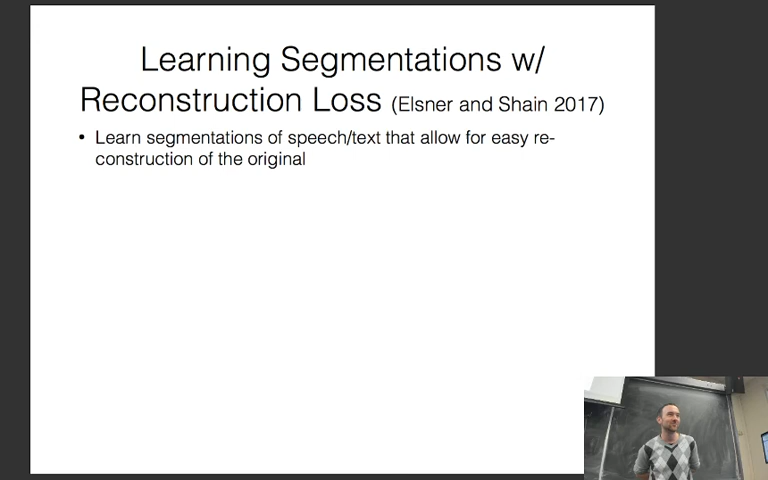 Learning Segmentations w/
Reconstruction Loss (Elsner and Shain 2017)
• Learn segmentations of speech/text that allow for easy re-
construction of the original